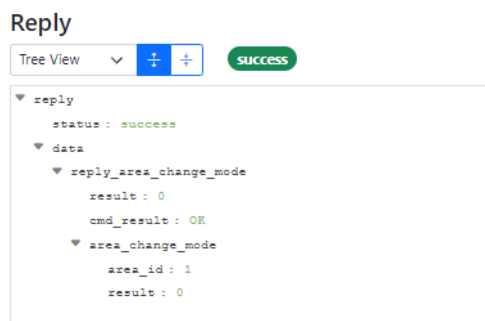 Reply
Tree View success
reply
status : success
data
reply_area_change_mode
result : 0
cmd_result : OK
area_change_mode
area_id : 1
result : 0